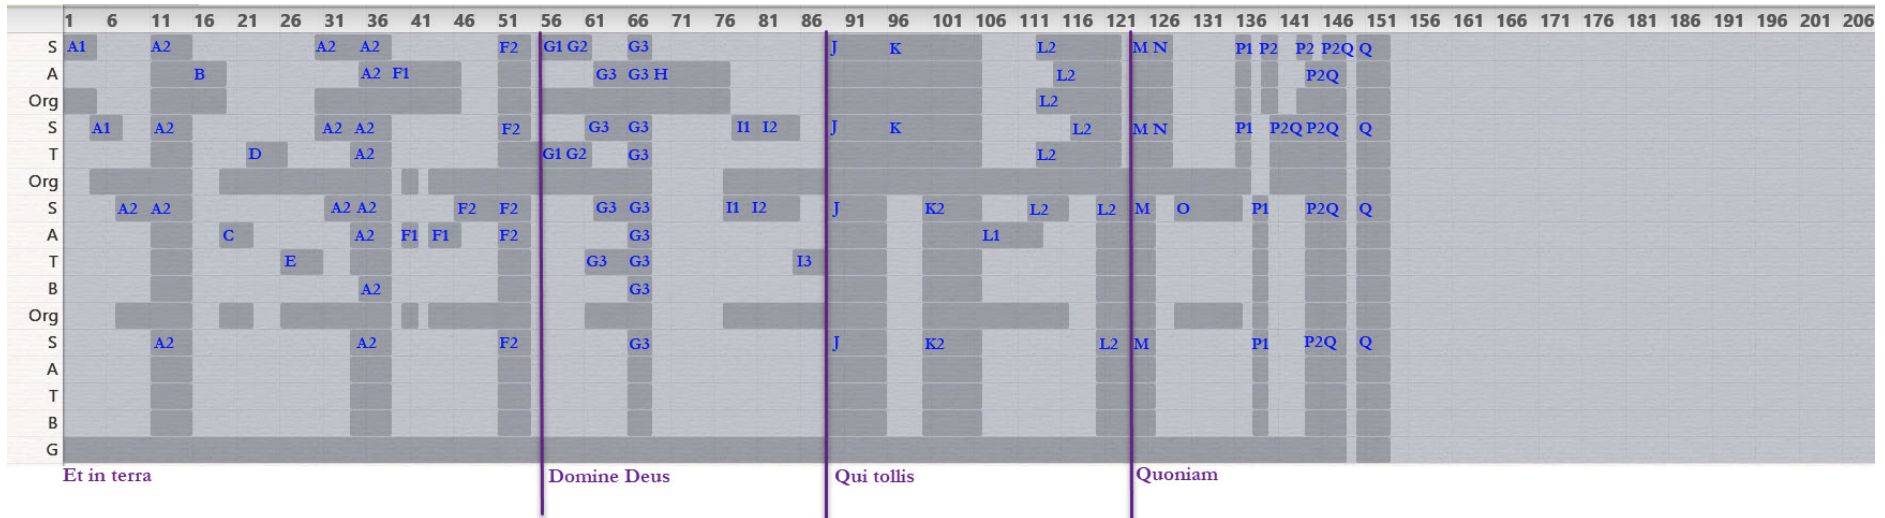 1 6 11 16 21 26 31 36 41 46 51 56 61 66 71 76 81 86 91 96 101 106 111 116 121 126 131 136 141 146 151 156 161 166 171 176 181 186 191 196 201 206
S A1 A2 A2 A2 F2 G1 G2 G3 J K L2 M N P1 P2 P2 P2Q Q
A B A2 F1 G3 G3 H L2 P2Q
Org L2
S A1 A2 A2 A2 F2 G3 G3 I1 I2 J K L2 M N P1 P2Q P2Q Q
T D A2 G1 G2 G3 L2
Org
S A2 A2 A2 A2 F2 F2 G3 G3 I1 I2 J K2 L2 L2 M O P1 P2Q Q
A C A2 F1 F1 F2 G3 L1
T E G3 G3 I3
B A2 G3
Org
S A2 A2 F2 G3 J K2 L2 M P1 P2Q Q
A
T
B
G
Et in terra Domine Deus Qui tollis Quoniam